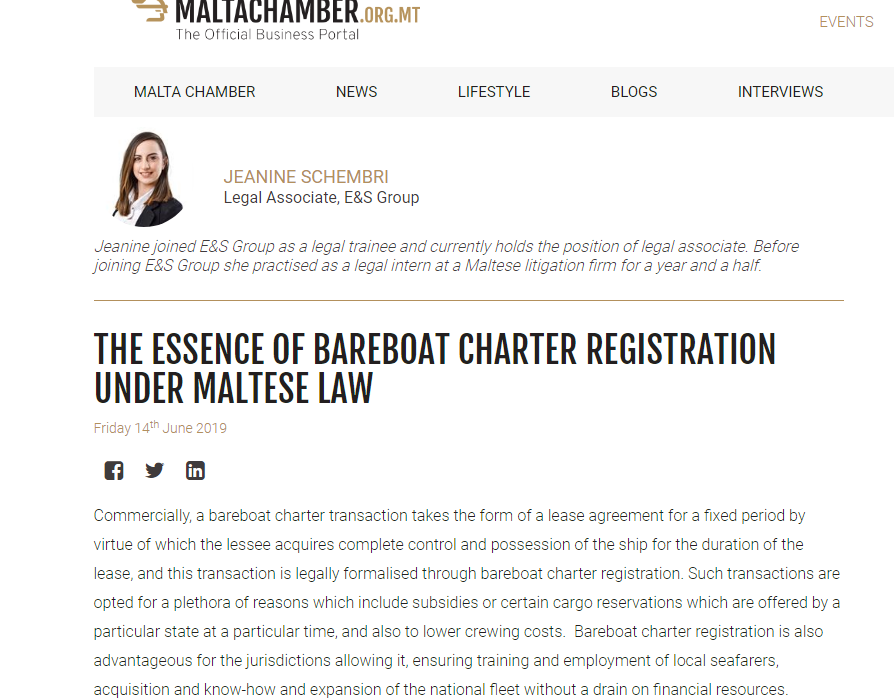 MALTACHAMBER.ORG.MT
The Official Business Portal
EVENTS
MALTA CHAMBER NEWS LIFESTYLE BLOGS INTERVIEWS
JEANINE SCHEMBRI
Legal Associate, E&S Group
Jeanine joined E&S Group as a legal trainee and currently holds the position of legal associate. Before
joining E&S Group she practised as a legal intern at a Maltese litigation firm for a year and a half.
THE ESSENCE OF BAREBOAT CHARTER REGISTRATION
UNDER MALTESE LAW
Friday 14th June 2019
Commercially, a bareboat charter transaction takes the form of a lease agreement for a fixed period by
virtue of which the lessee acquires complete control and possession of the ship for the duration of the
lease, and this transaction is legally formalised through bareboat charter registration. Such transactions are
opted for a plethora of reasons which include subsidies or certain cargo reservations which are offered by a
particular state at a particular time, and also to lower crewing costs.  Bareboat charter registration is also
advantageous for the jurisdictions allowing it, ensuring training and employment of local seafarers,
acquisition and know-how and expansion of the national fleet without a drain on financial resources.